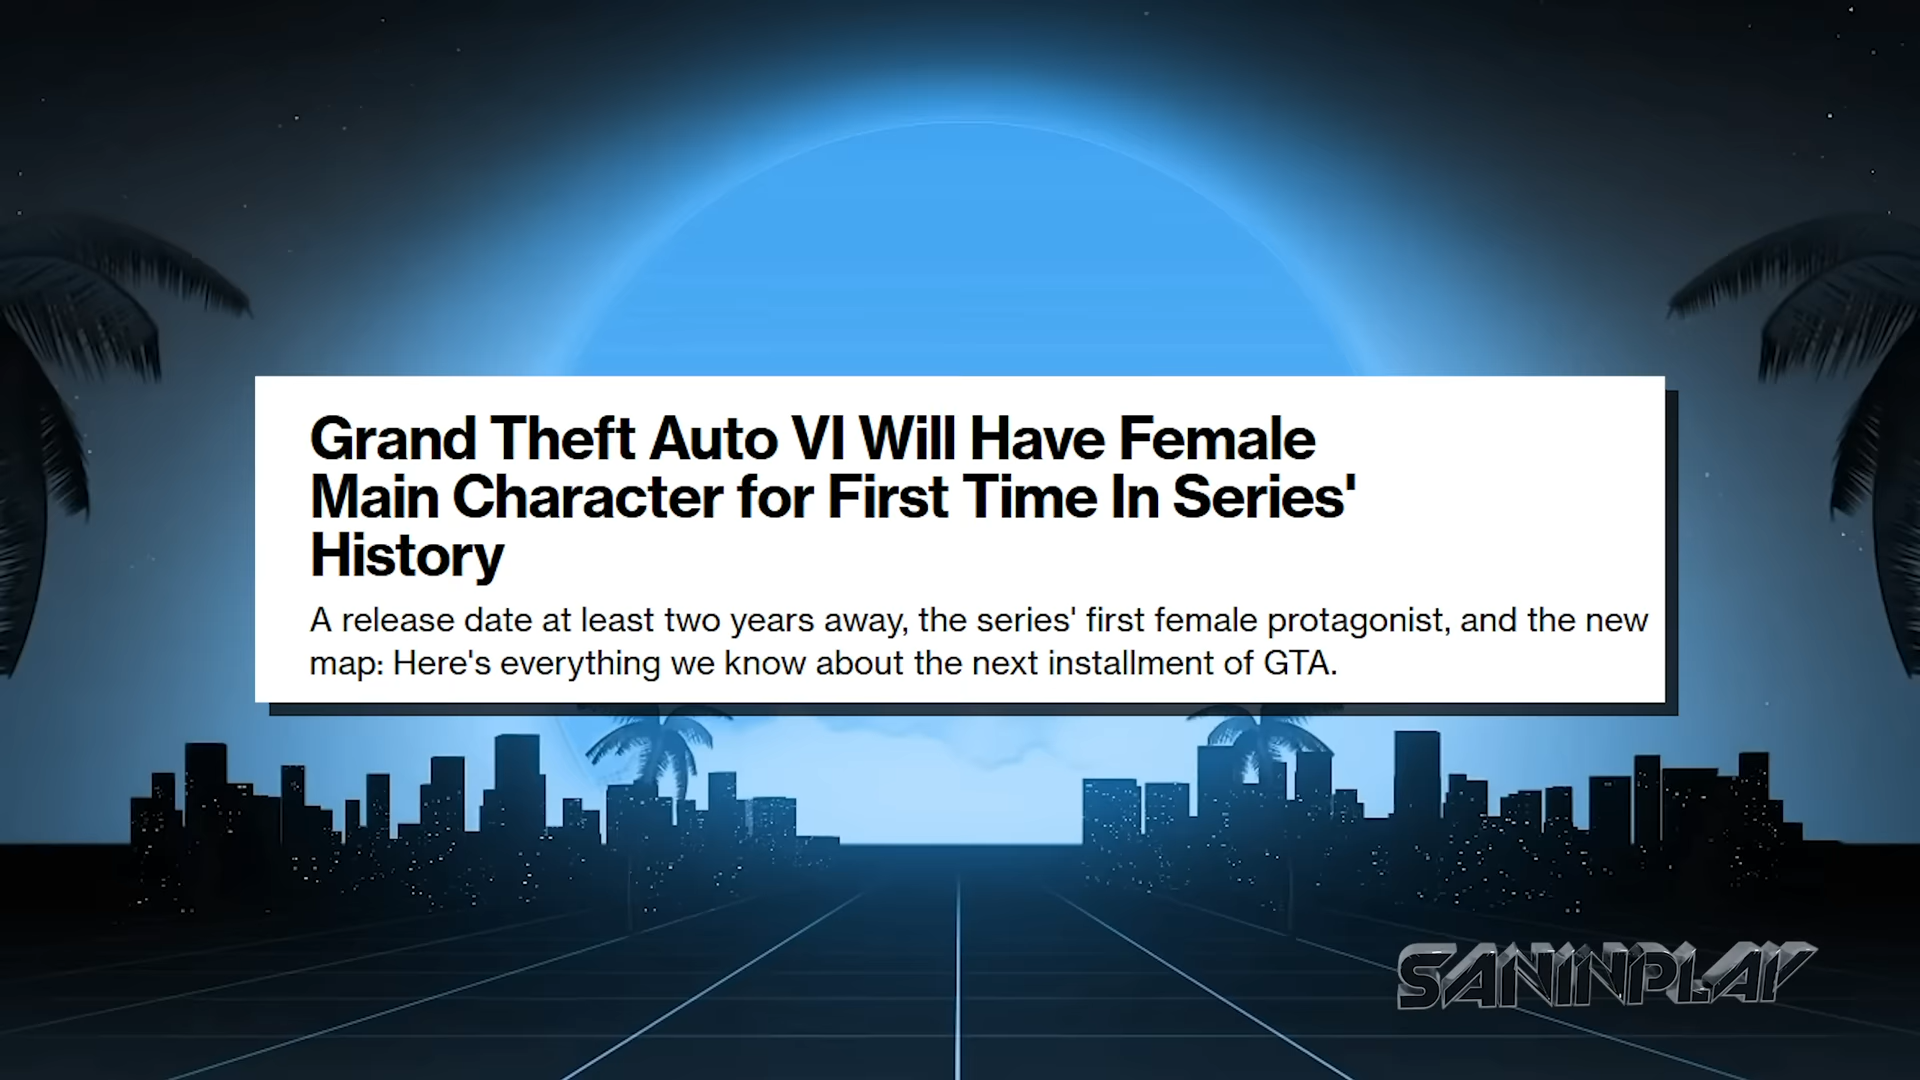 Grand Theft Auto VI Will Have Female
Main Character for First Time In Series'
History
A release date at least two years away, the series' first female protagonist, and the new
map: Here's everything we know about the next installment of GTA.
SANINPLAY